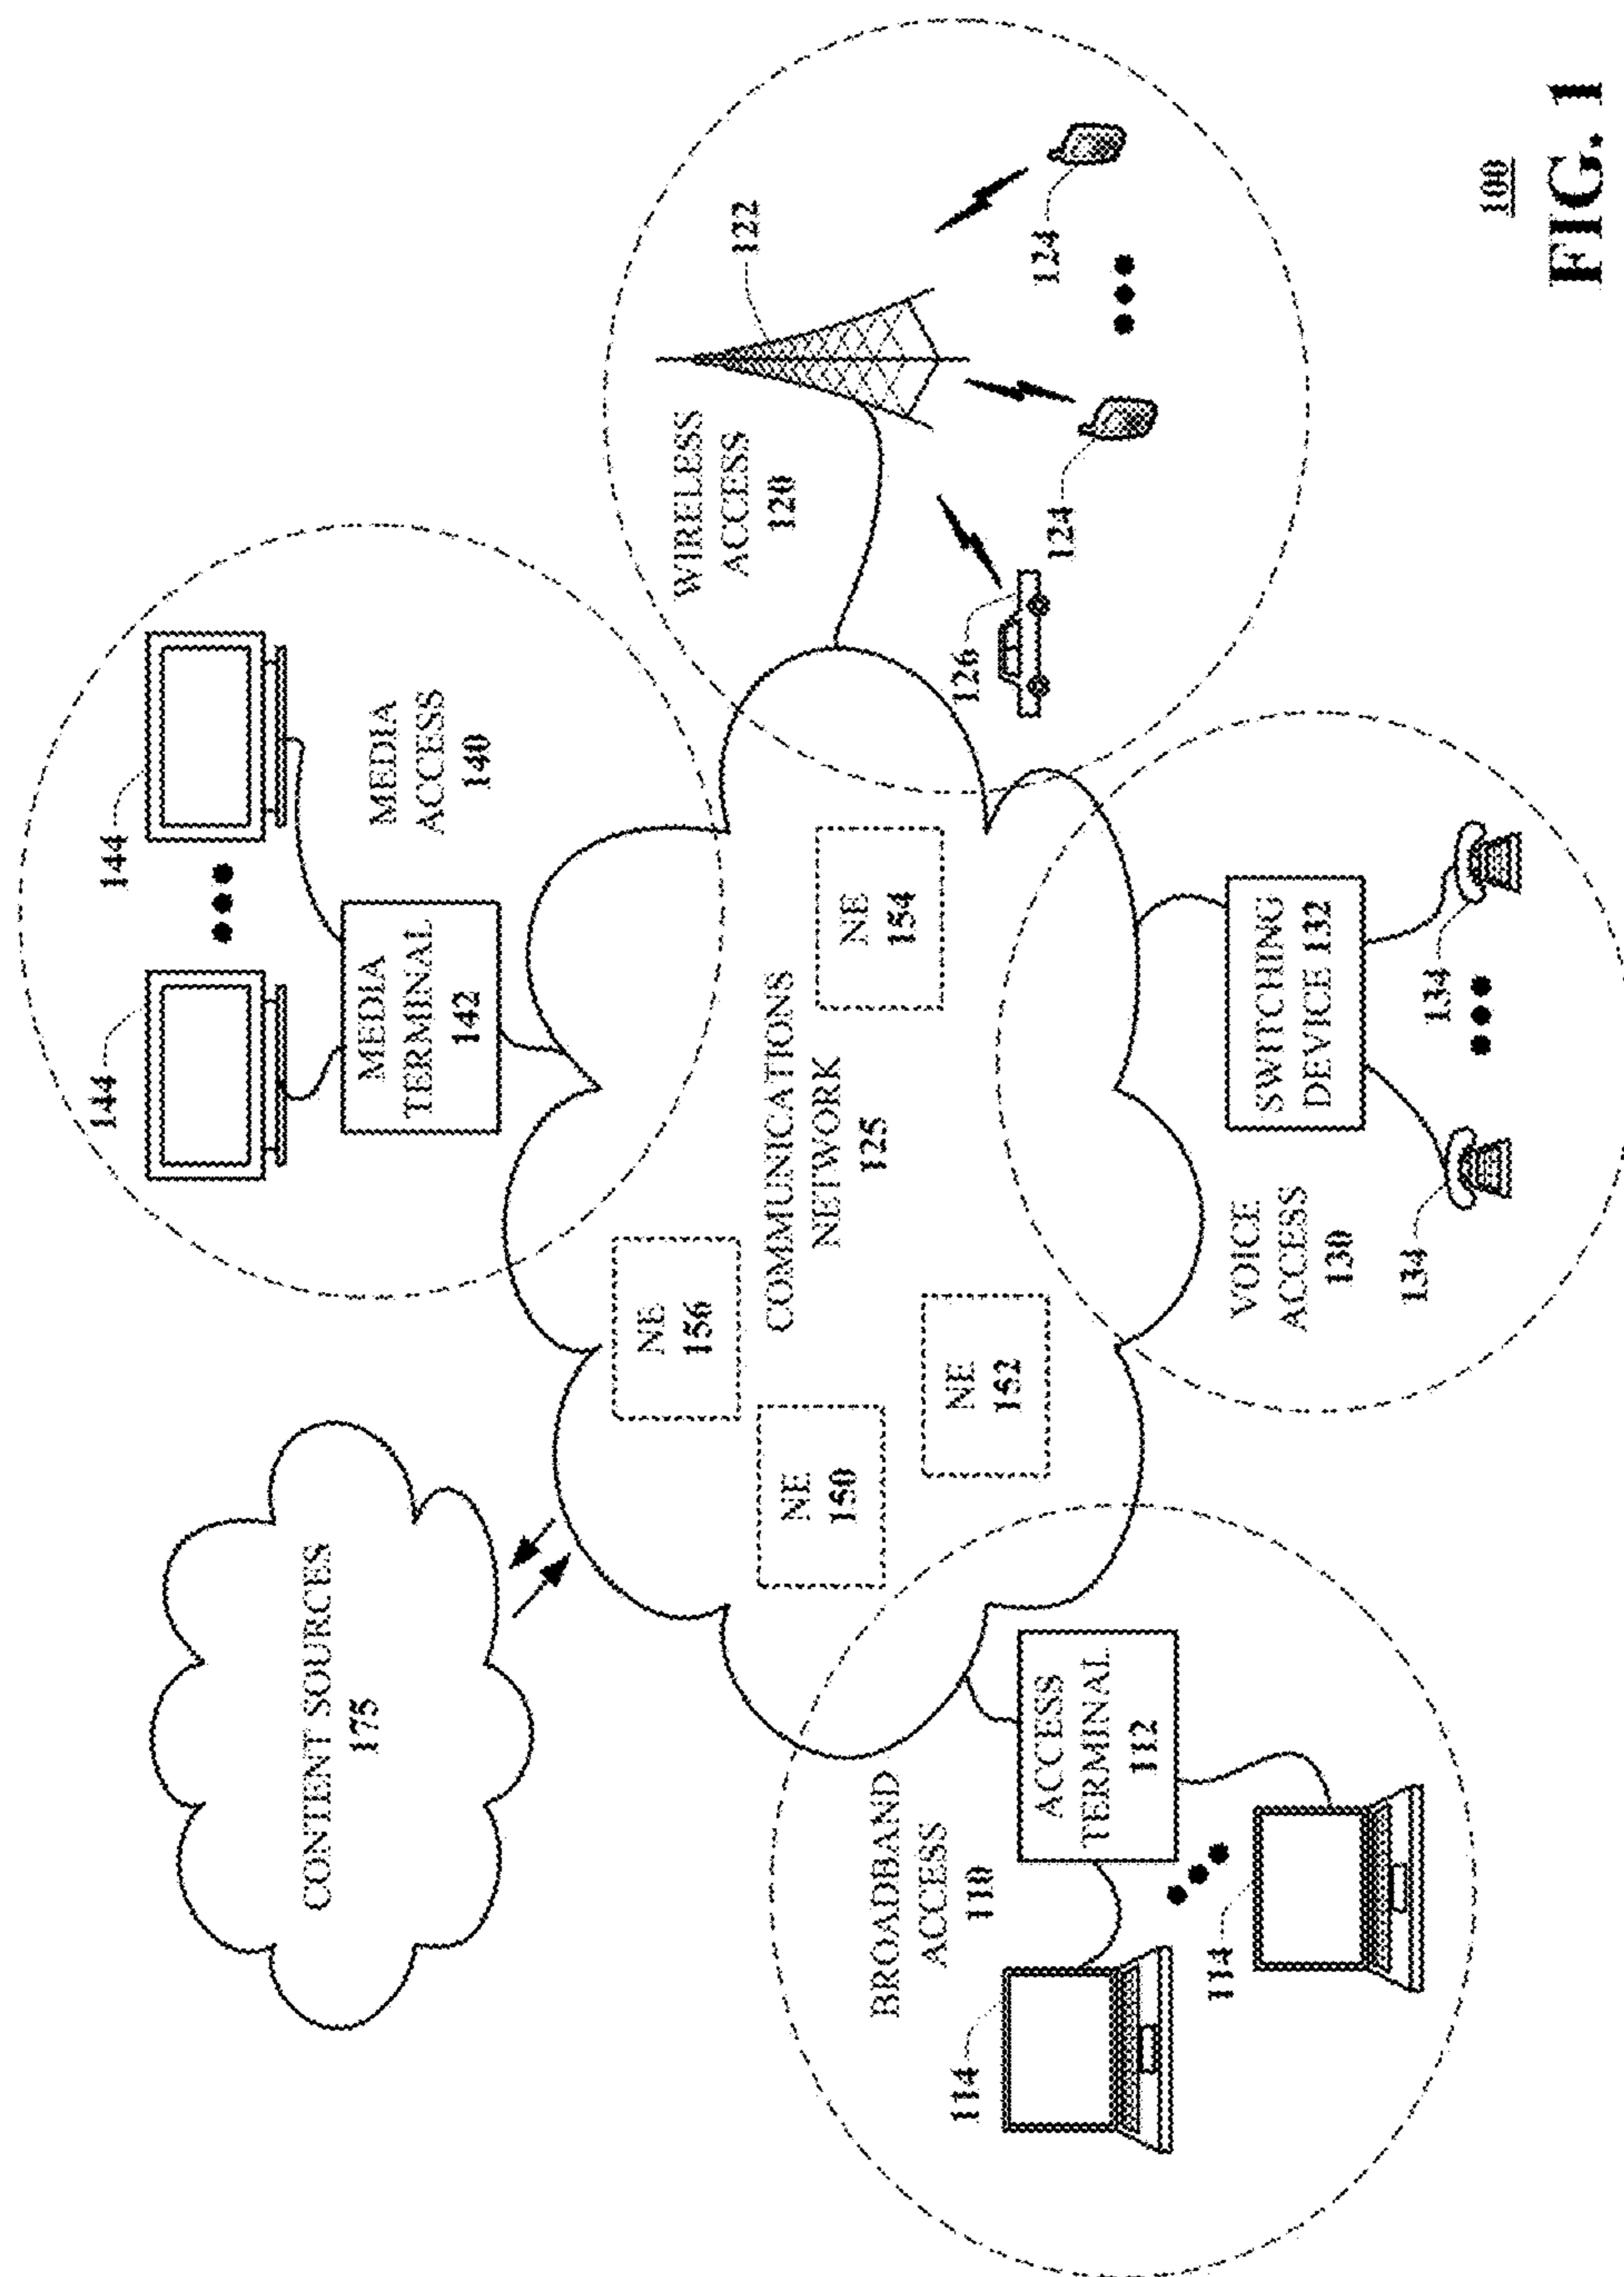 144
144
CONTENT SOURCES
175
MEDIA
TERMINAL
142
MEDIA
ACCESS
140
122
WIRELESS
ACCESS
120
NE
156
COMMUNICATIONS
NETWORK
125
NE
154
NE
150
NE
152
BROADBAND
ACCESS
110
ACCESS
TERMINAL
112
114
114
126
124
124
VOICE
ACCESS
130
SWITCHING
DEVICE 132
134
134
100
FIG. 1